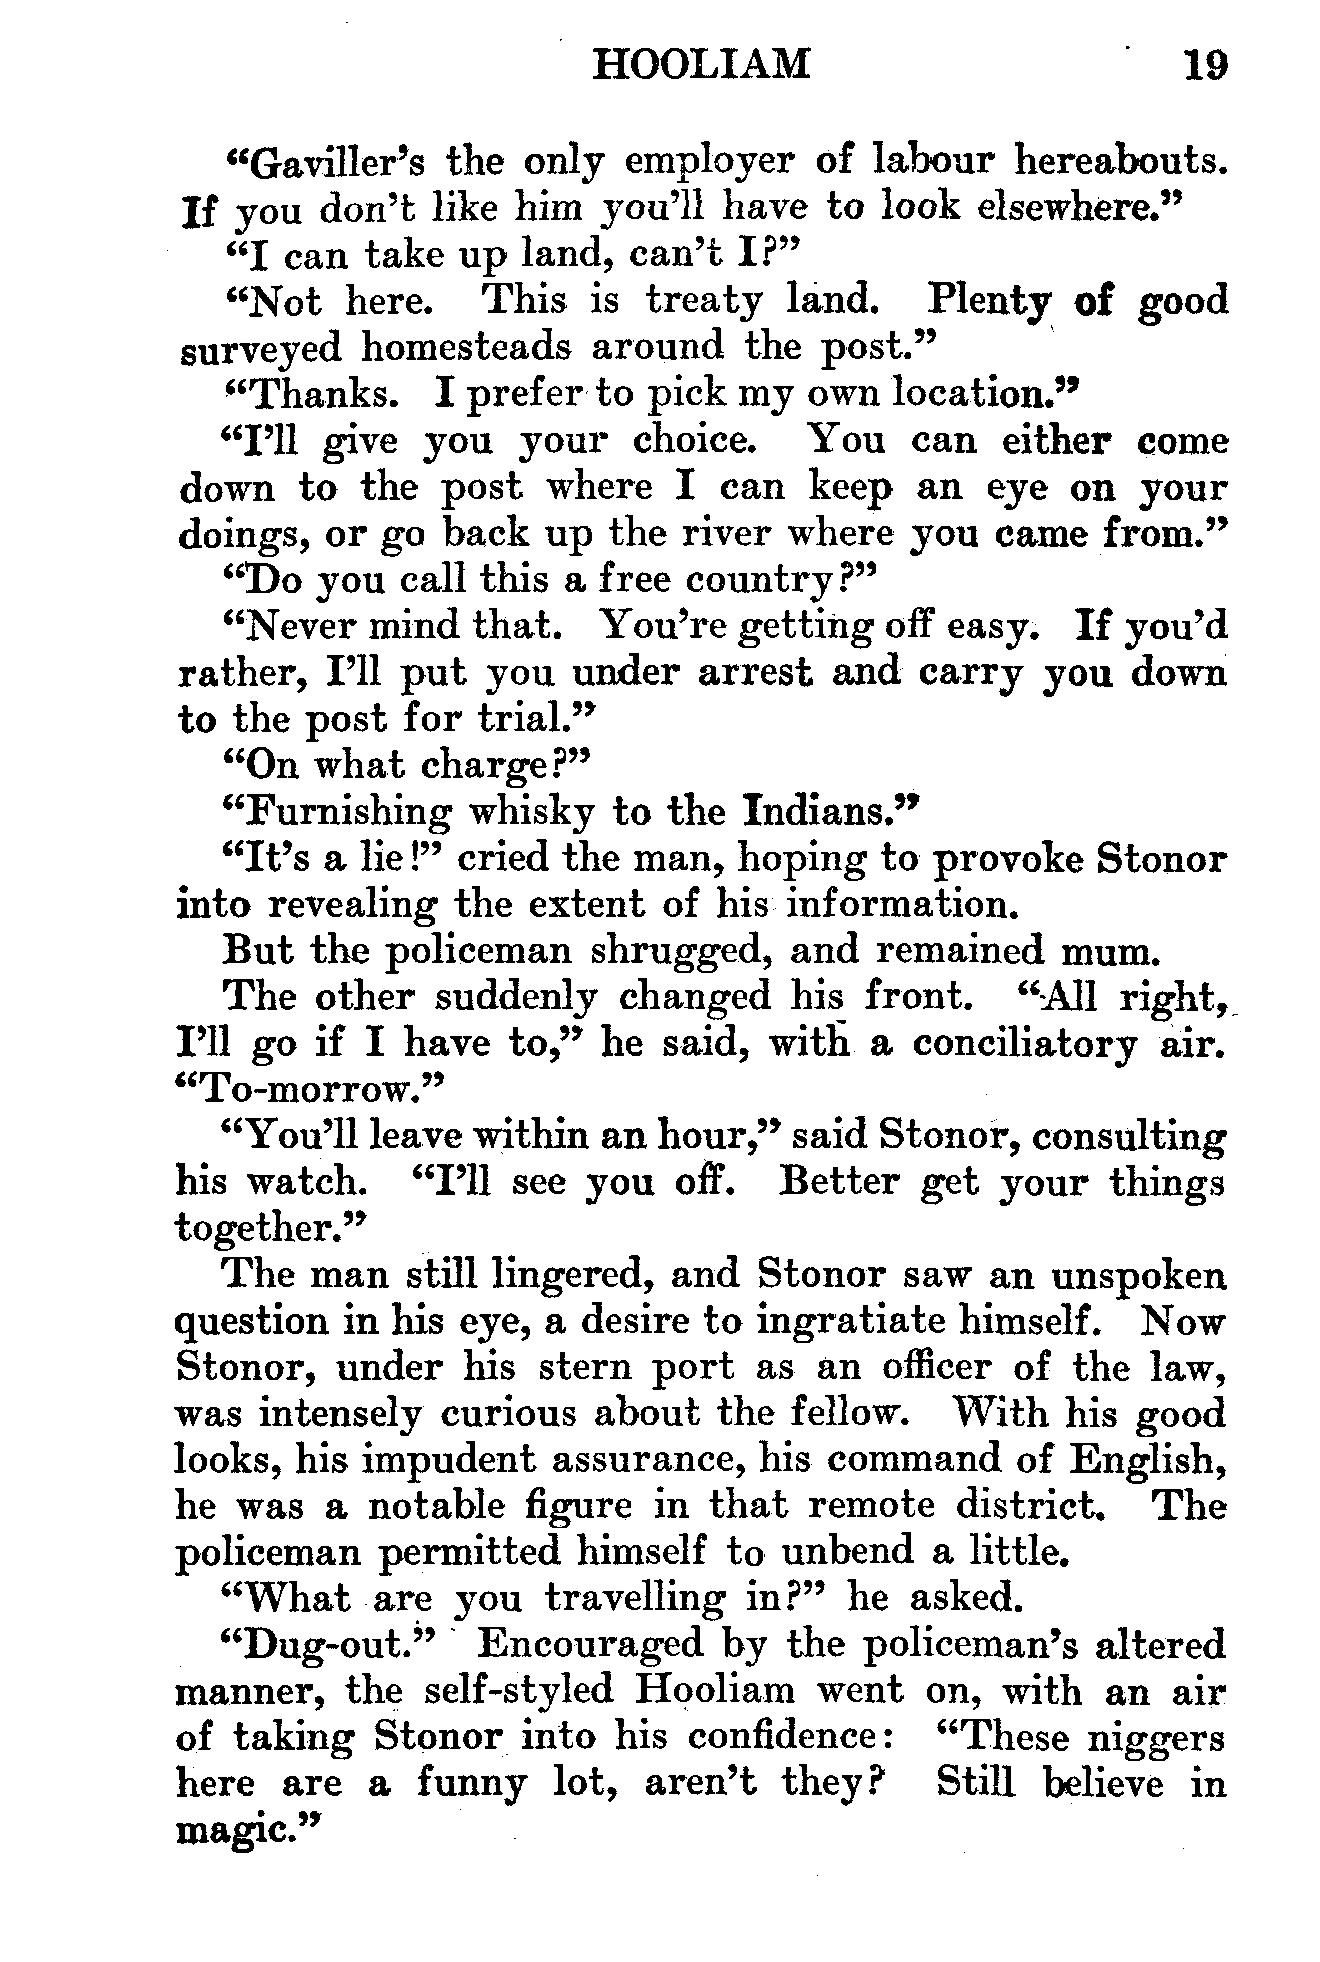 HOOLIAM 19
“Gaviller’s the only employer of labour hereabouts.
If you don’t like him you’ll have to look elsewhere.”
“I can take up land, can’t I?”
“Not here. This is treaty land. Plenty of good
surveyed homesteads around the post.”
“Thanks. I prefer to pick my own location.”
“I’ll give you your choice. You can either come
down to the post where I can keep an eye on your
doings, or go back up the river where you came from.”
“Do you call this a free country?”
“Never mind that. You’re getting off easy. If you’d
rather, I’ll put you under arrest and carry you down
to the post for trial.”
“On what charge?”
“Furnishing whisky to the Indians.”
“It’s a lie!” cried the man, hoping to provoke Stonor
into revealing the extent of his information.
But the policeman shrugged, and remained mum.
The other suddenly changed his front. “All right,
I’ll go if I have to,” he said, with a conciliatory air.
“To-morrow.”
“You’ll leave within an hour,” said Stonor, consulting
his watch. “I’ll see you off. Better get your things
together.”
The man still lingered, and Stonor saw an unspoken
question in his eye, a desire to ingratiate himself. Now
Stonor, under his stern port as an officer of the law,
was intensely curious about the fellow. With his good
looks, his impudent assurance, his command of English,
he was a notable figure in that remote district. The
policeman permitted himself to unbend a little.
“What are you travelling in?” he asked.
“Dug-out.” Encouraged by the policeman’s altered
manner, the self-styled Hooliam went on, with an air
of taking Stonor into his confidence: “These niggers
here are a funny lot, aren’t they? Still believe in
magic.”